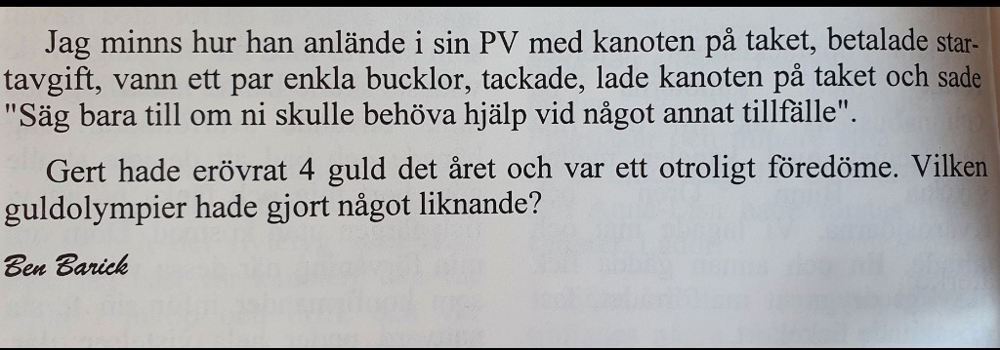 Jag minns hur han anlände i sin PV med kanoten på taket, betalade star-
tavgift, vann ett par enkla bucklor, tackade, lade kanoten på taket och sade
"Säg bara till om ni skulle behöva hjälp vid något annat tillfälle".
Gert hade erövrat 4 guld det året och var ett otroligt föredöme. Vilken
guldolympier hade gjort något liknande?
Ben Barick